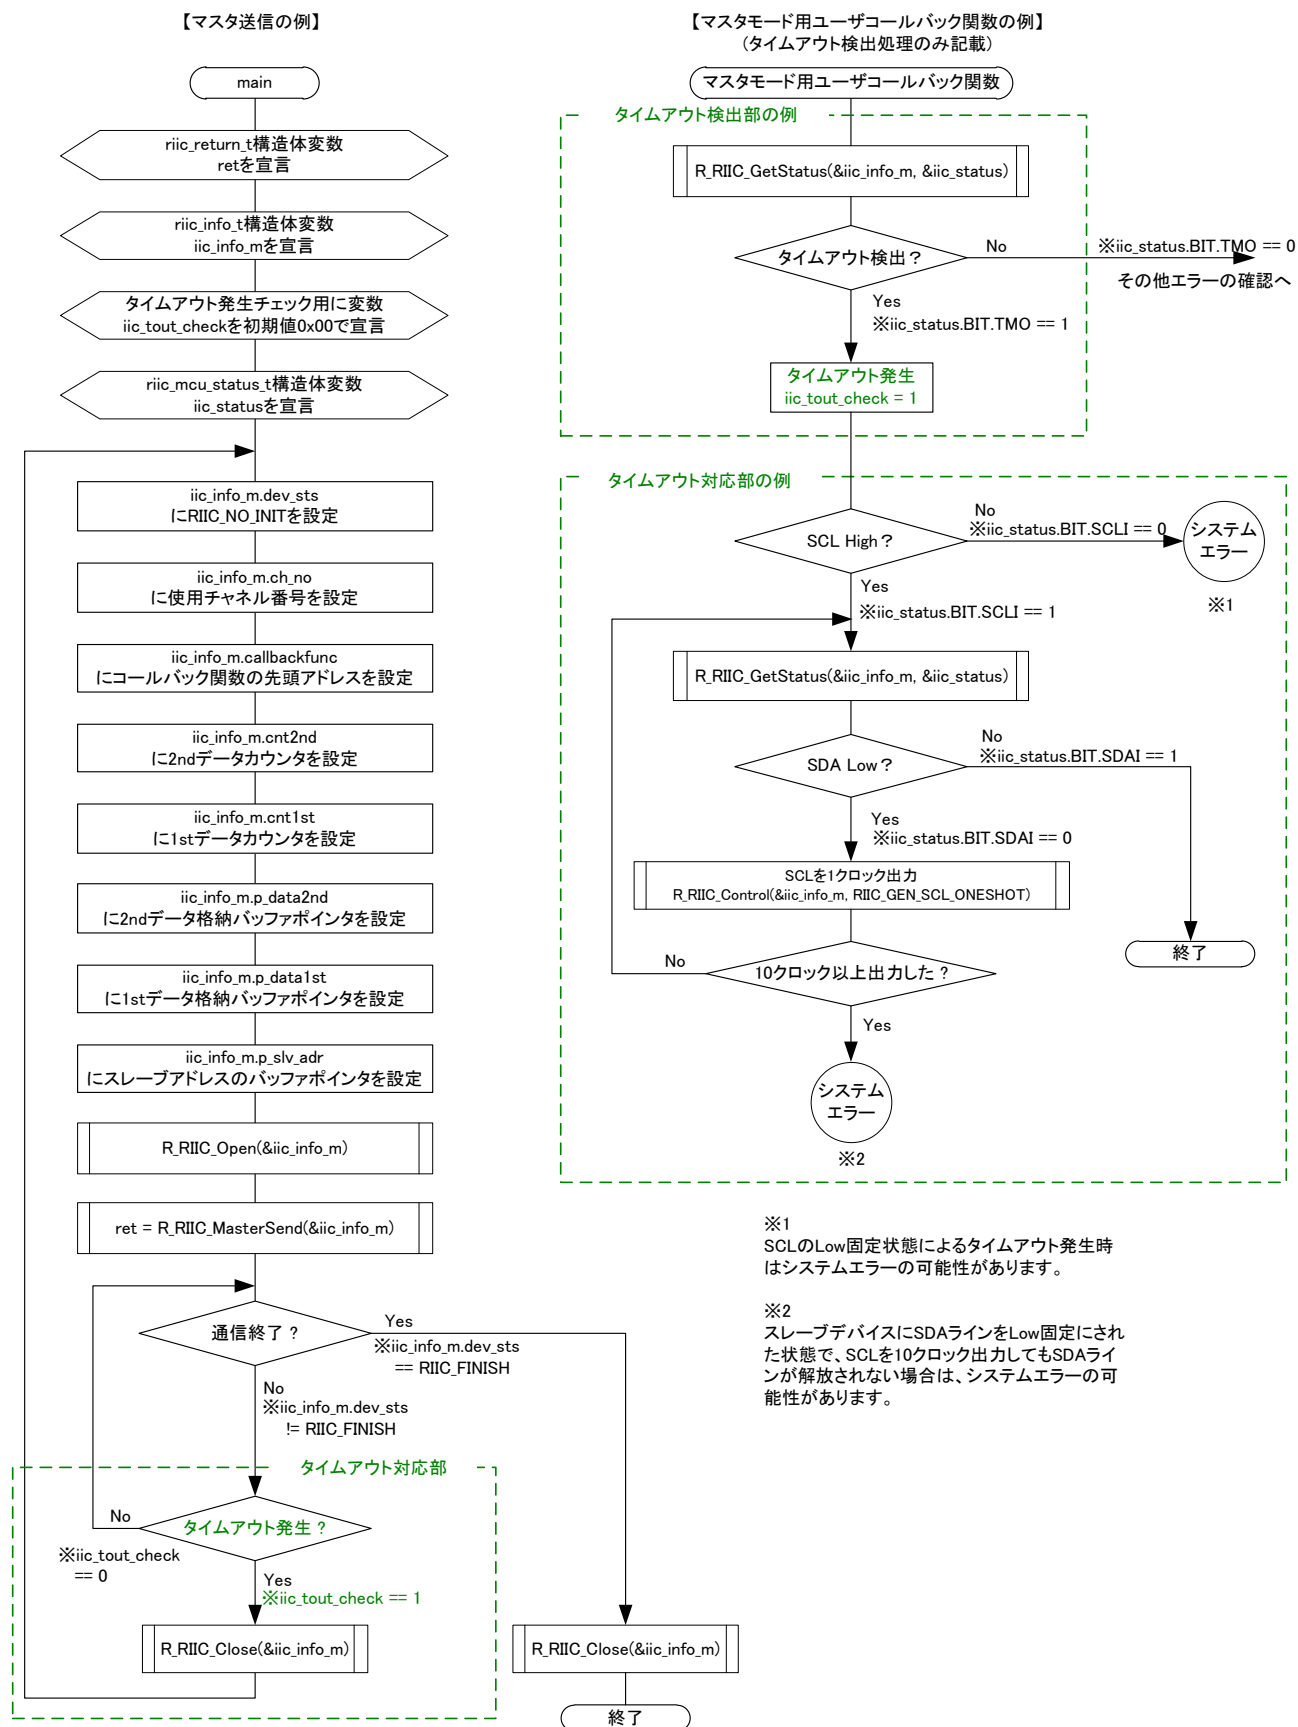 【マスタ送信の例】
main
riic_return_t構造体変数
retを宣言
riic_info_t構造体変数
iic_info_mを宣言
タイムアウト発生チェック用に変数
iic_tout_checkを初期値0x00で宣言
riic_mcu_status_t構造体変数
iic_statusを宣言
iic_info_m.dev_sts
にRIIC_NO_INITを設定
iic_info_m.ch_no
に使用チャネル番号を設定
iic_info_m.callbackfunc
にコールバック関数の先頭アドレスを設定
iic_info_m.cnt2nd
に2ndデータカウンタを設定
iic_info_m.cnt1st
に1stデータカウンタを設定
iic_info_m.p_data2nd
に2ndデータ格納バッファポインタを設定
iic_info_m.p_data1st
に1stデータ格納バッファポインタを設定
iic_info_m.p_slv_adr
にスレーブアドレスのバッファポインタを設定
R_RIIC_Open(&iic_info_m)
ret = R_RIIC_MasterSend(&iic_info_m)
通信終了？
Yes
※iic_info_m.dev_sts
== RIIC_FINISH
No
※iic_info_m.dev_sts
!= RIIC_FINISH
タイムアウト対応部
タイムアウト発生？
No
※iic_tout_check
== 0
Yes
※iic_tout_check == 1
R_RIIC_Close(&iic_info_m)
R_RIIC_Close(&iic_info_m)
終了
【マスタモード用ユーザコールバック関数の例】
（タイムアウト検出処理のみ記載）
マスタモード用ユーザコールバック関数
タイムアウト検出部の例
R_RIIC_GetStatus(&iic_info_m, &iic_status)
タイムアウト検出？
No
※iic_status.BIT.TMO == 0
その他エラーの確認へ
Yes
※iic_status.BIT.TMO == 1
タイムアウト発生
iic_tout_check = 1
タイムアウト対応部の例
SCL High？
No
※iic_status.BIT.SCLI == 0
システム
エラー
※1
Yes
※iic_status.BIT.SCLI == 1
R_RIIC_GetStatus(&iic_info_m, &iic_status)
SDA Low？
No
※iic_status.BIT.SDAI == 1
Yes
※iic_status.BIT.SDAI == 0
SCLを1クロック出力
R_RIIC_Control(&iic_info_m, RIIC_GEN_SCL_ONESHOT)
終了
10クロック以上出力した？
No
Yes
システム
エラー
※2
※1
SCLのLow固定状態によるタイムアウト発生時
はシステムエラーの可能性があります。
※2
スレーブデバイスにSDAラインをLow固定にされ
た状態で、SCLを10クロック出力してもSDAライ
ンが解放されない場合は、システムエラーの可
能性があります。